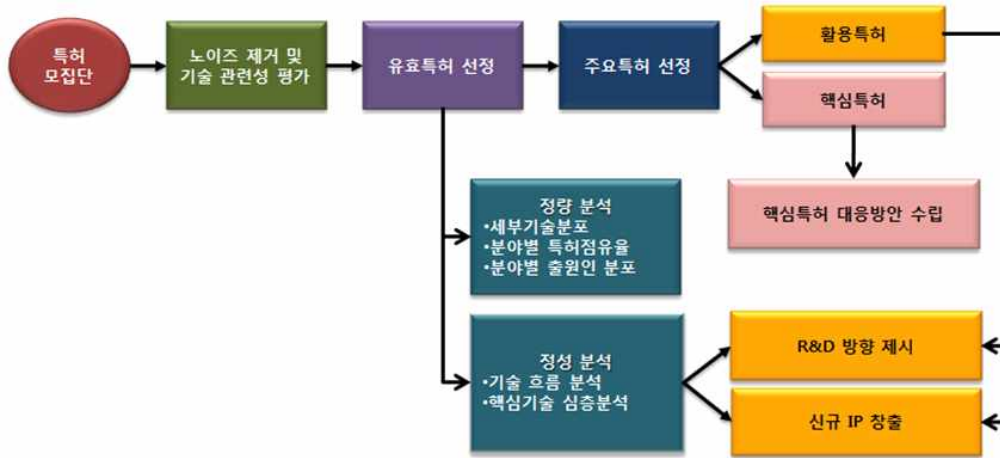 특허
모집단
노이즈 제거 및
기술 관련성 평가
유효특허 선정
주요특허 선정
활용특허
핵심특허
핵심특허 대응방안 수립
정량 분석
•세부기술분포
•분야별 특허점유율
•분야별 출원인 분포
정성 분석
•기술 흐름 분석
•핵심기술 심층분석
R&D 방향 제시
신규 IP 창출